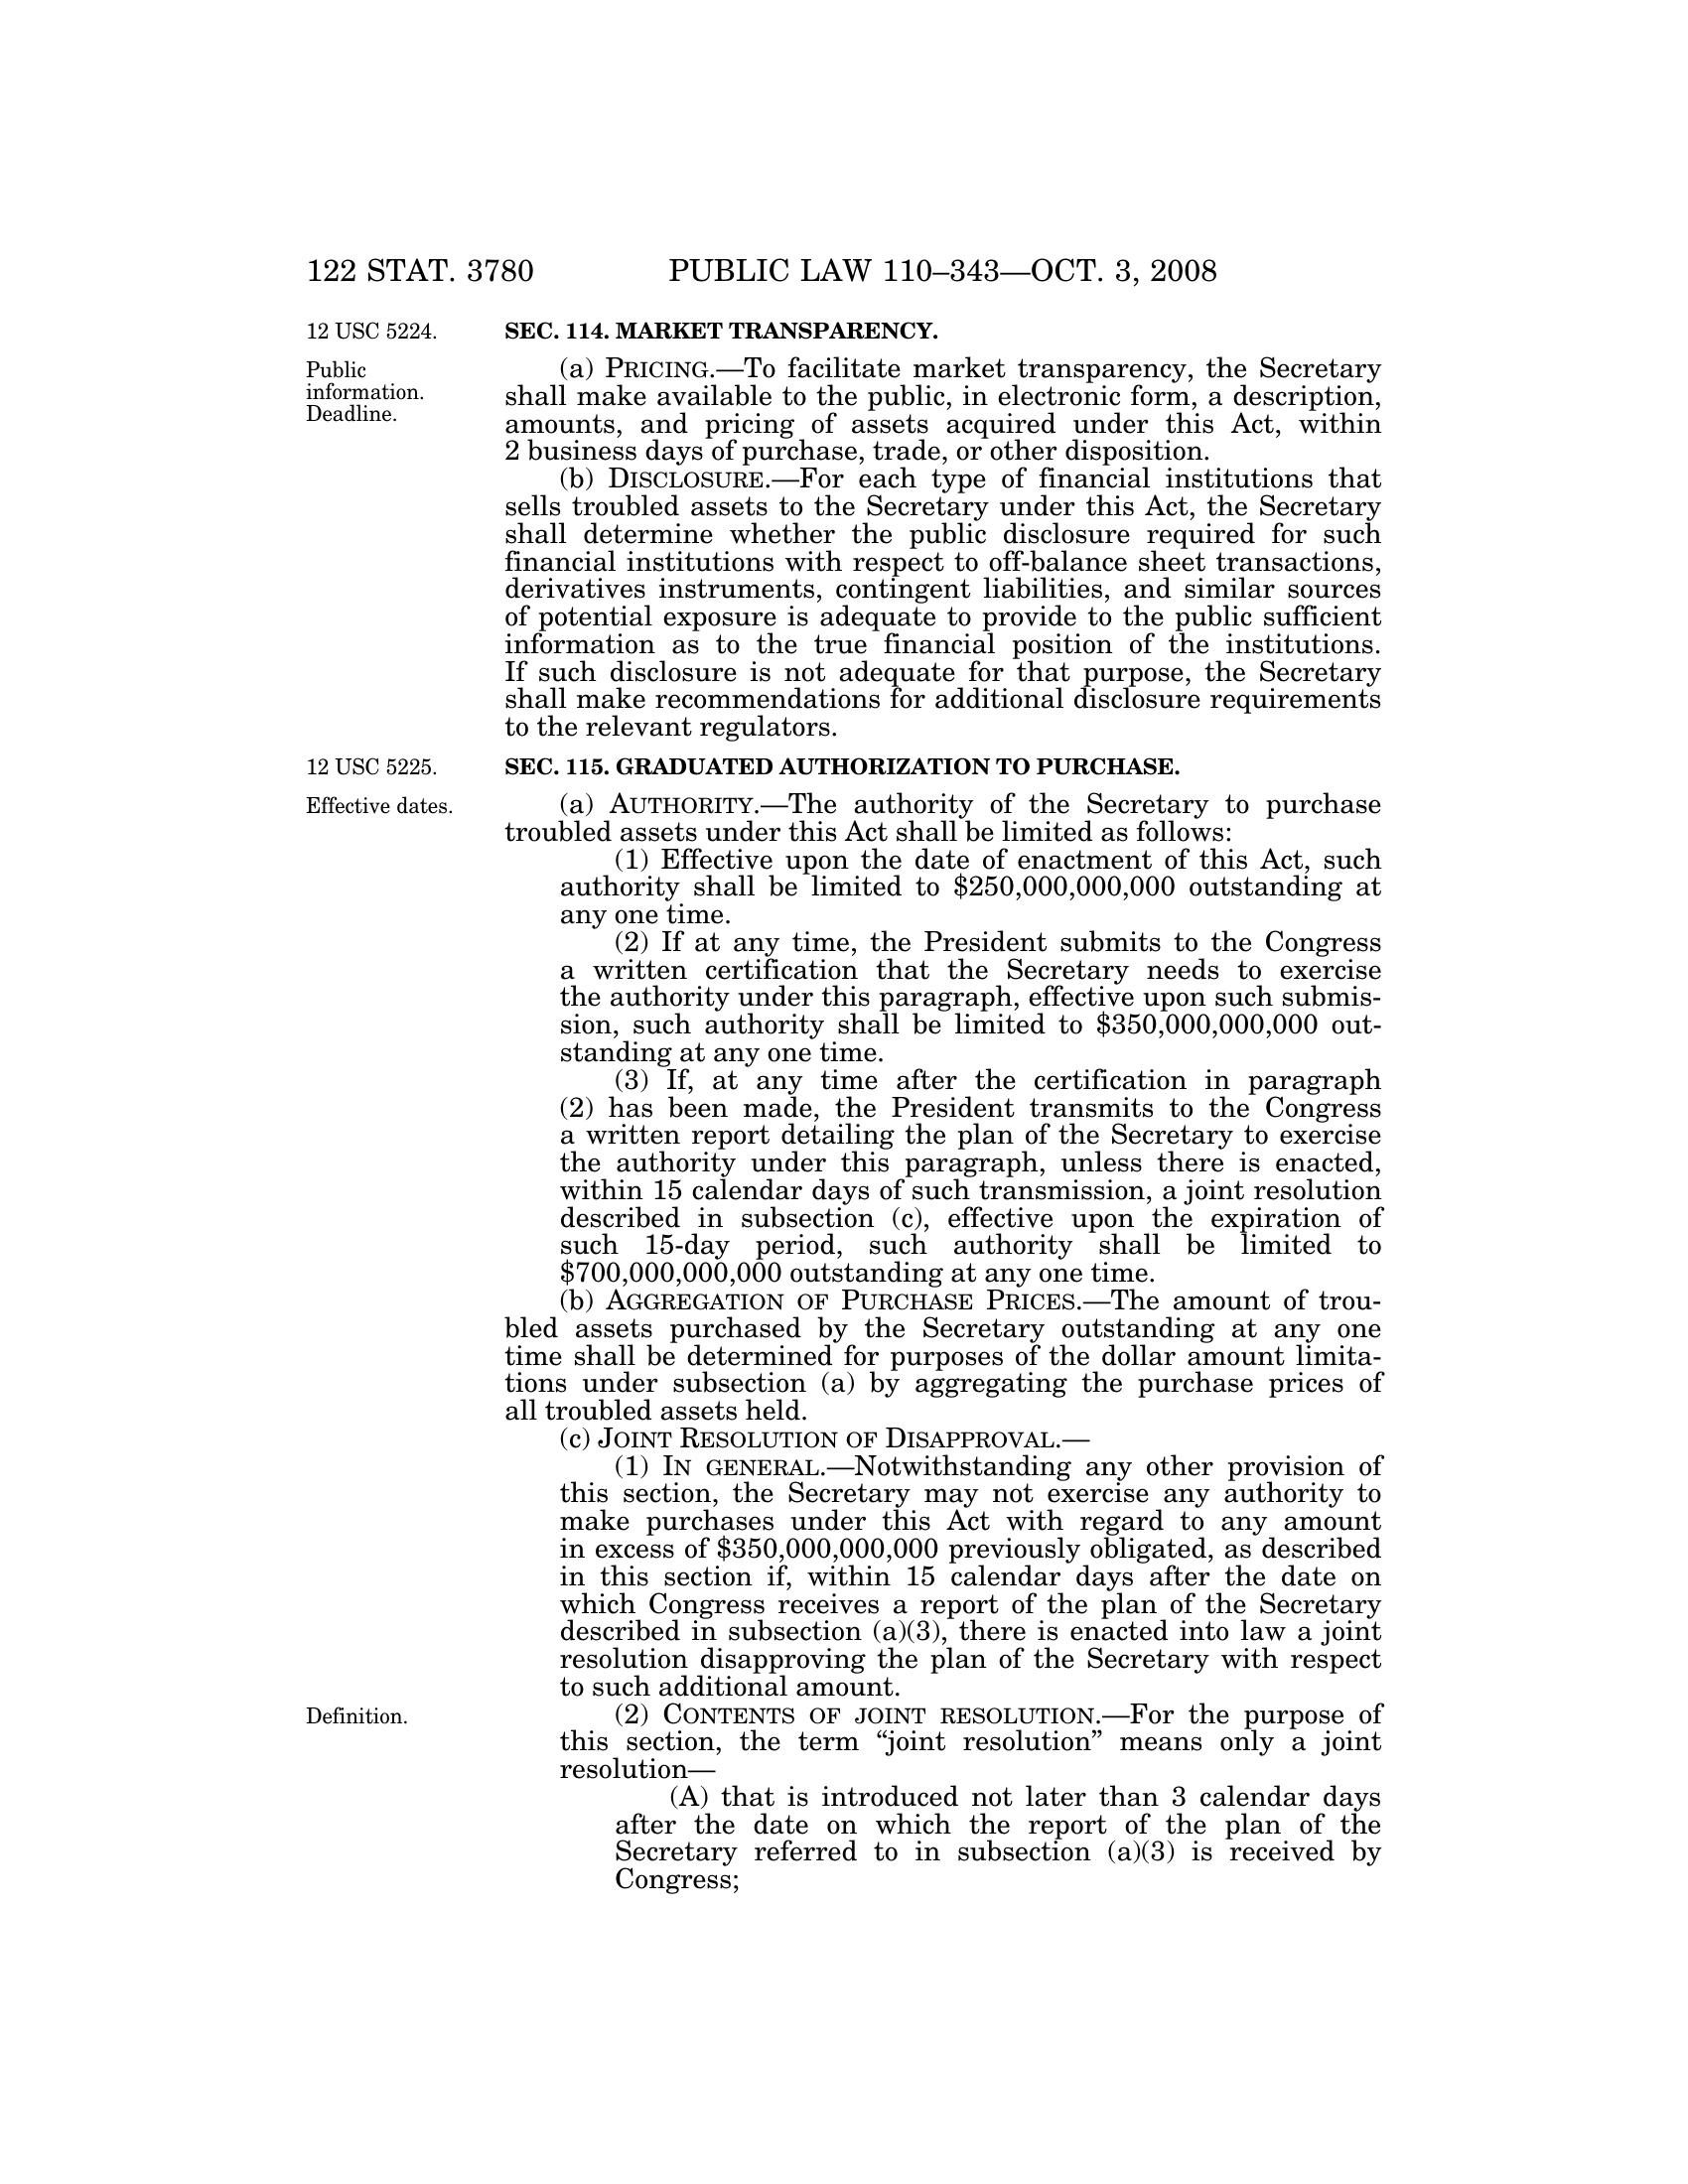 122 STAT. 3780 PUBLIC LAW 110–343—OCT. 3, 2008
12 USC 5224.
SEC. 114. MARKET TRANSPARENCY.
Public
information.
Deadline.
(a) PRICING.—To facilitate market transparency, the Secretary
shall make available to the public, in electronic form, a description,
amounts, and pricing of assets acquired under this Act, within
2 business days of purchase, trade, or other disposition.
(b) DISCLOSURE.—For each type of financial institutions that
sells troubled assets to the Secretary under this Act, the Secretary
shall determine whether the public disclosure required for such
financial institutions with respect to off-balance sheet transactions,
derivatives instruments, contingent liabilities, and similar sources
of potential exposure is adequate to provide to the public sufficient
information as to the true financial position of the institutions.
If such disclosure is not adequate for that purpose, the Secretary
shall make recommendations for additional disclosure requirements
to the relevant regulators.
12 USC 5225.
SEC. 115. GRADUATED AUTHORIZATION TO PURCHASE.
Effective dates.
(a) AUTHORITY.—The authority of the Secretary to purchase
troubled assets under this Act shall be limited as follows:
(1) Effective upon the date of enactment of this Act, such
authority shall be limited to $250,000,000,000 outstanding at
any one time.
(2) If at any time, the President submits to the Congress
a written certification that the Secretary needs to exercise
the authority under this paragraph, effective upon such submis-
sion, such authority shall be limited to $350,000,000,000 out-
standing at any one time.
(3) If, at any time after the certification in paragraph
(2) has been made, the President transmits to the Congress
a written report detailing the plan of the Secretary to exercise
the authority under this paragraph, unless there is enacted,
within 15 calendar days of such transmission, a joint resolution
described in subsection (c), effective upon the expiration of
such 15-day period, such authority shall be limited to
$700,000,000,000 outstanding at any one time.
(b) AGGREGATION OF PURCHASE PRICES.—The amount of trou-
bled assets purchased by the Secretary outstanding at any one
time shall be determined for purposes of the dollar amount limita-
tions under subsection (a) by aggregating the purchase prices of
all troubled assets held.
(c) JOINT RESOLUTION OF DISAPPROVAL.—
(1) IN GENERAL.—Notwithstanding any other provision of
this section, the Secretary may not exercise any authority to
make purchases under this Act with regard to any amount
in excess of $350,000,000,000 previously obligated, as described
in this section if, within 15 calendar days after the date on
which Congress receives a report of the plan of the Secretary
described in subsection (a)(3), there is enacted into law a joint
resolution disapproving the plan of the Secretary with respect
to such additional amount.
Definition.
(2) CONTENTS OF JOINT RESOLUTION.—For the purpose of
this section, the term “joint resolution” means only a joint
resolution—
(A) that is introduced not later than 3 calendar days
after the date on which the report of the plan of the
Secretary referred to in subsection (a)(3) is received by
Congress;